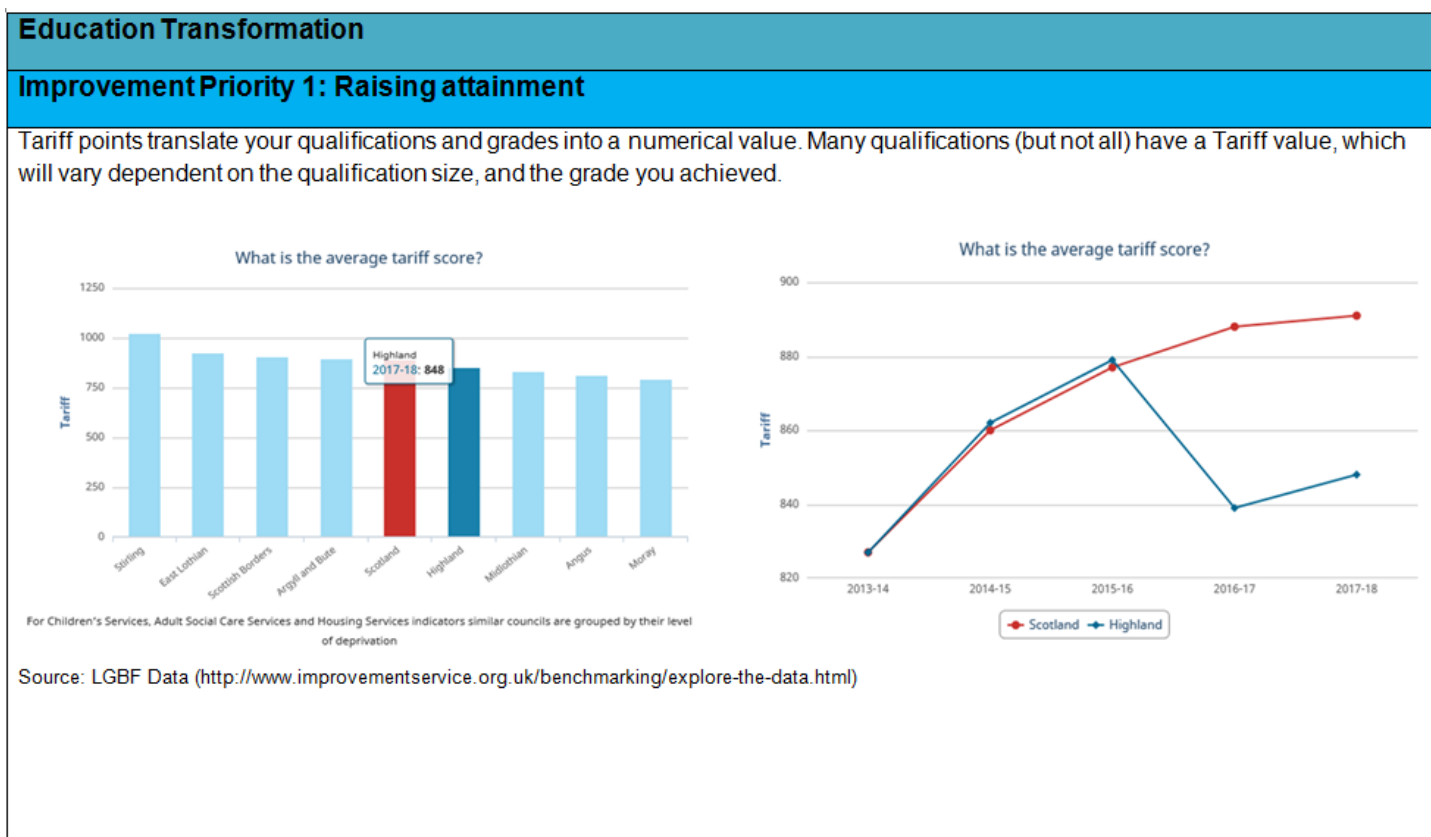 Education Transformation
Improvement Priority 1: Raising attainment
Tariff points translate your qualifications and grades into a numerical value. Many qualifications (but not all) have a Tariff value, which
will vary dependent on the qualification size, and the grade you achieved.
What is the average tariff score?
1250
1000
750
500
250
0
Tariff
Highland
2017-18: 848
Stirling
East Lothian
Scottish Borders
Argyll and Bute
Scotland
Highland
Midlothian
Angus
Moray
For Children's Services, Adult Social Care Services and Housing Services indicators similar councils are grouped by their level
of deprivation
What is the average tariff score?
900
880
860
840
820
Tariff
2013-14
2014-15
2015-16
2016-17
2017-18
Scotland Highland
Source: LGBF Data (http://www.improvementservice.org.uk/benchmarking/explore-the-data.html)